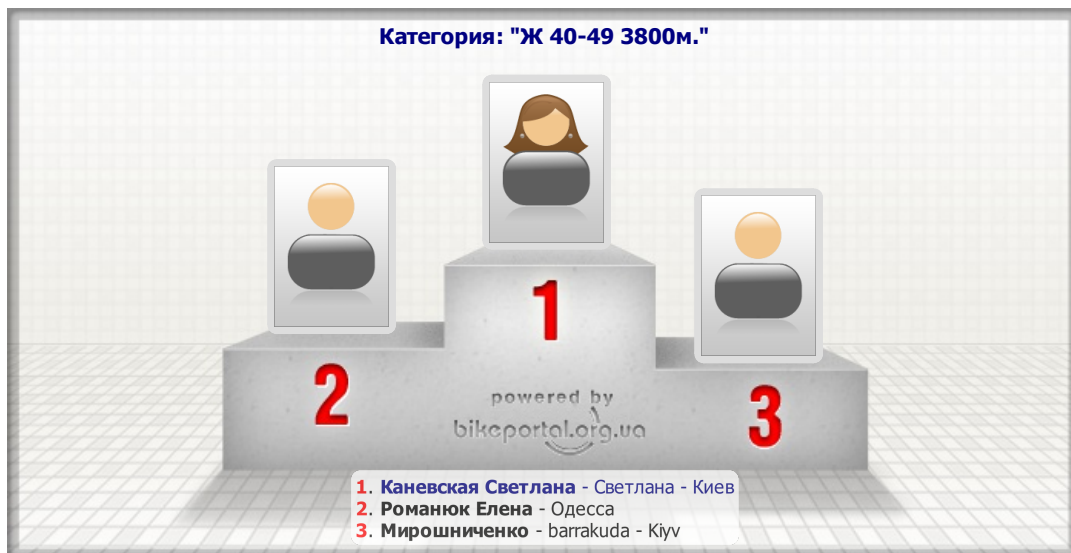 Категория: "Ж 40-49 3800м."
1
2
3
powered by
bikeportal.org.ua
1. Каневская Светлана - Светлана - Киев
2. Романюк Елена - Одесса
3. Мирошниченко - barrakuda - Kiyv